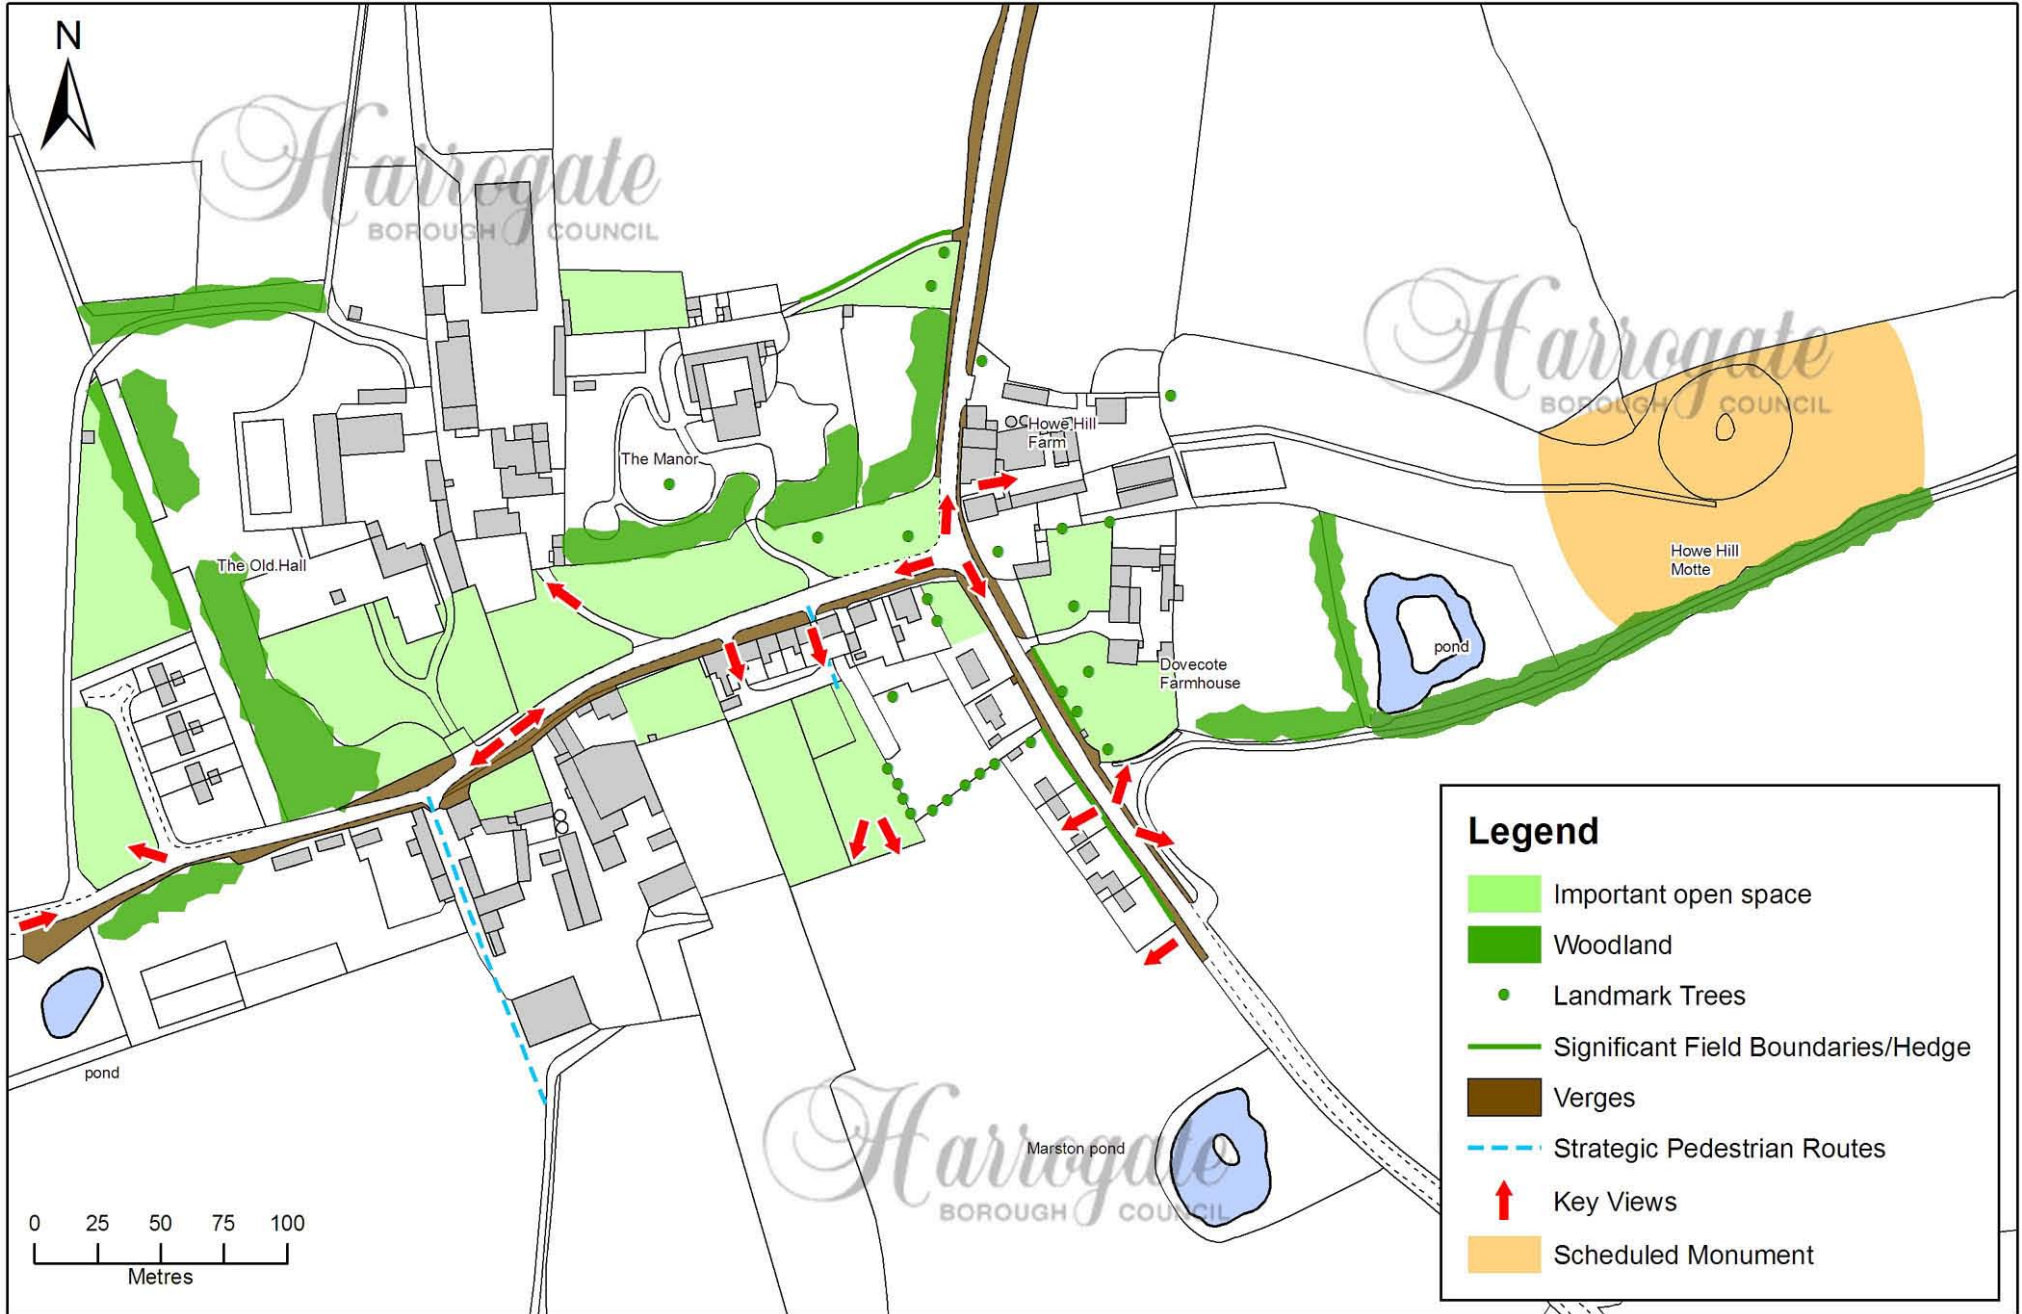 N
Harrogate
BOROUGH COUNCIL
Harrogate
BOROUGH COUNCIL
Howe Hill
Farm
The Manor
The Old Hall
Howe Hill
Motte
pond
Dovecote
Farmhouse
pond
Marston pond
Harrogate
BOROUGH COUNCIL
0 25 50 75 100
Metres
Legend
Important open space
Woodland
Landmark Trees
Significant Field Boundaries/Hedge
Verges
Strategic Pedestrian Routes
Key Views
Scheduled Monument